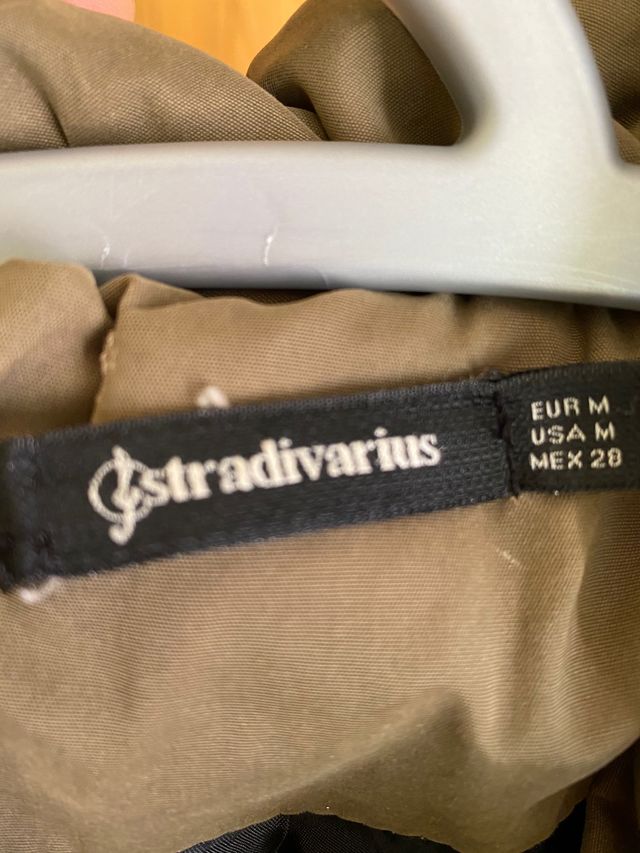 stradivarius
EUR M
USA M
MEX 28